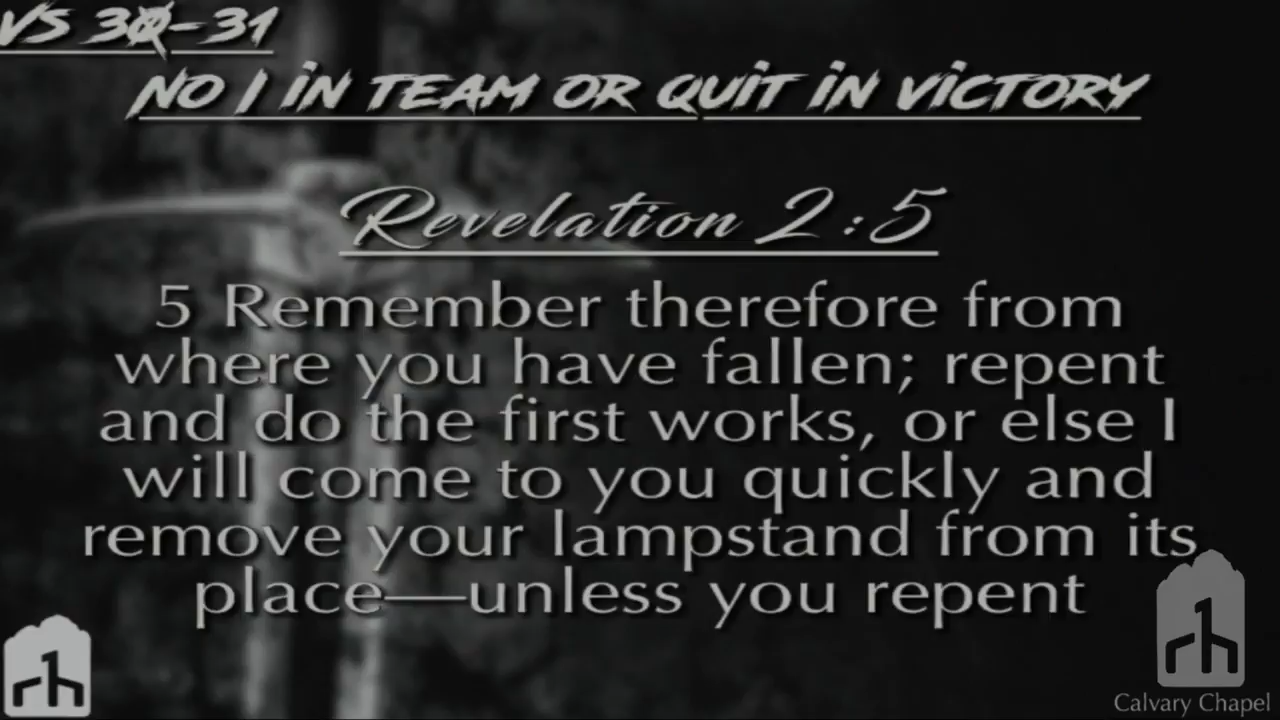 VS 30-31
NO I IN TEAM OR QUIT IN VICTORY
Revelation 2:5
5 Remember therefore from
where you have fallen; repent
and do the first works, or else I
will come to you quickly and
remove your lampstand from its
place—unless you repent
Calvary Chapel